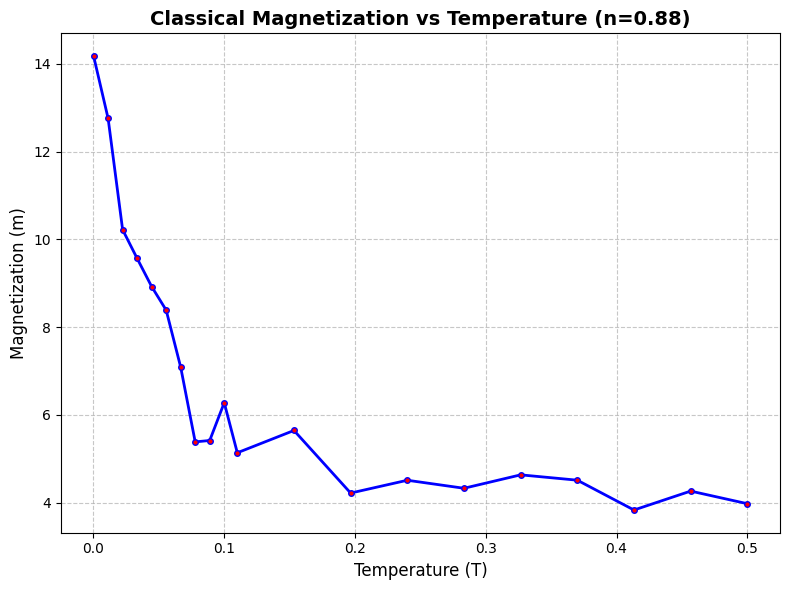 Classical Magnetization vs Temperature (n=0.88)
Magnetization (m)
14
12
10
8
6
4
0.0 0.1 0.2 0.3 0.4 0.5
Temperature (T)